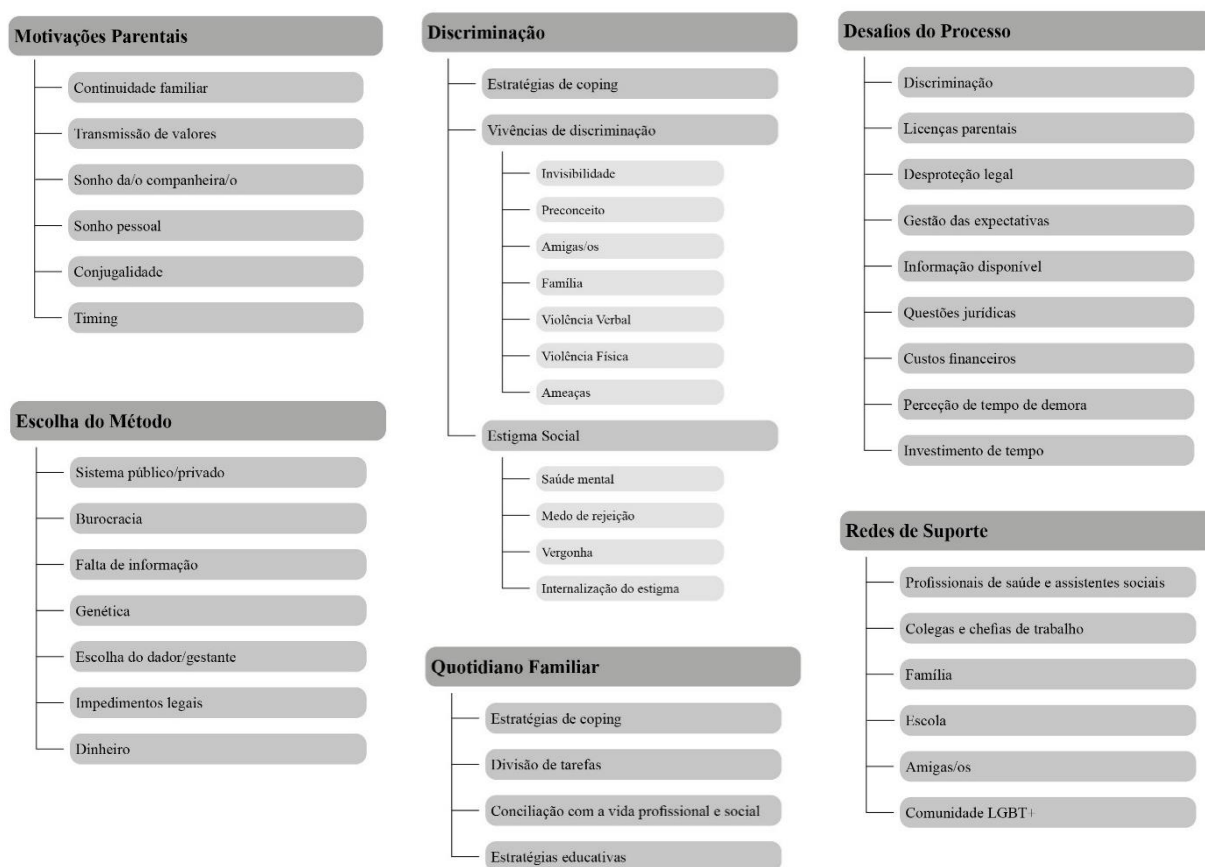 Motivações Parentais
Continuidade familiar
Transmissão de valores
Sonho da/o companheira/o
Sonho pessoal
Conjugalidade
Timing
Escolha do Método
Sistema público/privado
Burocracia
Falta de informação
Genética
Escolha do dador/gestante
Impedimentos legais
Dinheiro
Discriminação
Estratégias de coping
Vivências de discriminação
Invisibilidade
Preconceito
Amigas/os
Família
Violência Verbal
Violência Física
Ameaças
Estigma Social
Saúde mental
Medo de rejeição
Vergonha
Internalização do estigma
Quotidiano Familiar
Estratégias de coping
Divisão de tarefas
Conciliação com a vida profissional e social
Estratégias educativas
Desafios do Processo
Discriminação
Licenças parentais
Desproteção legal
Gestão das expectativas
Informação disponível
Questões jurídicas
Custos financeiros
Perceção de tempo de demora
Investimento de tempo
Redes de Suporte
Profissionais de saúde e assistentes sociais
Colegas e chefias de trabalho
Família
Escola
Amigas/os
Comunidade LGBT+